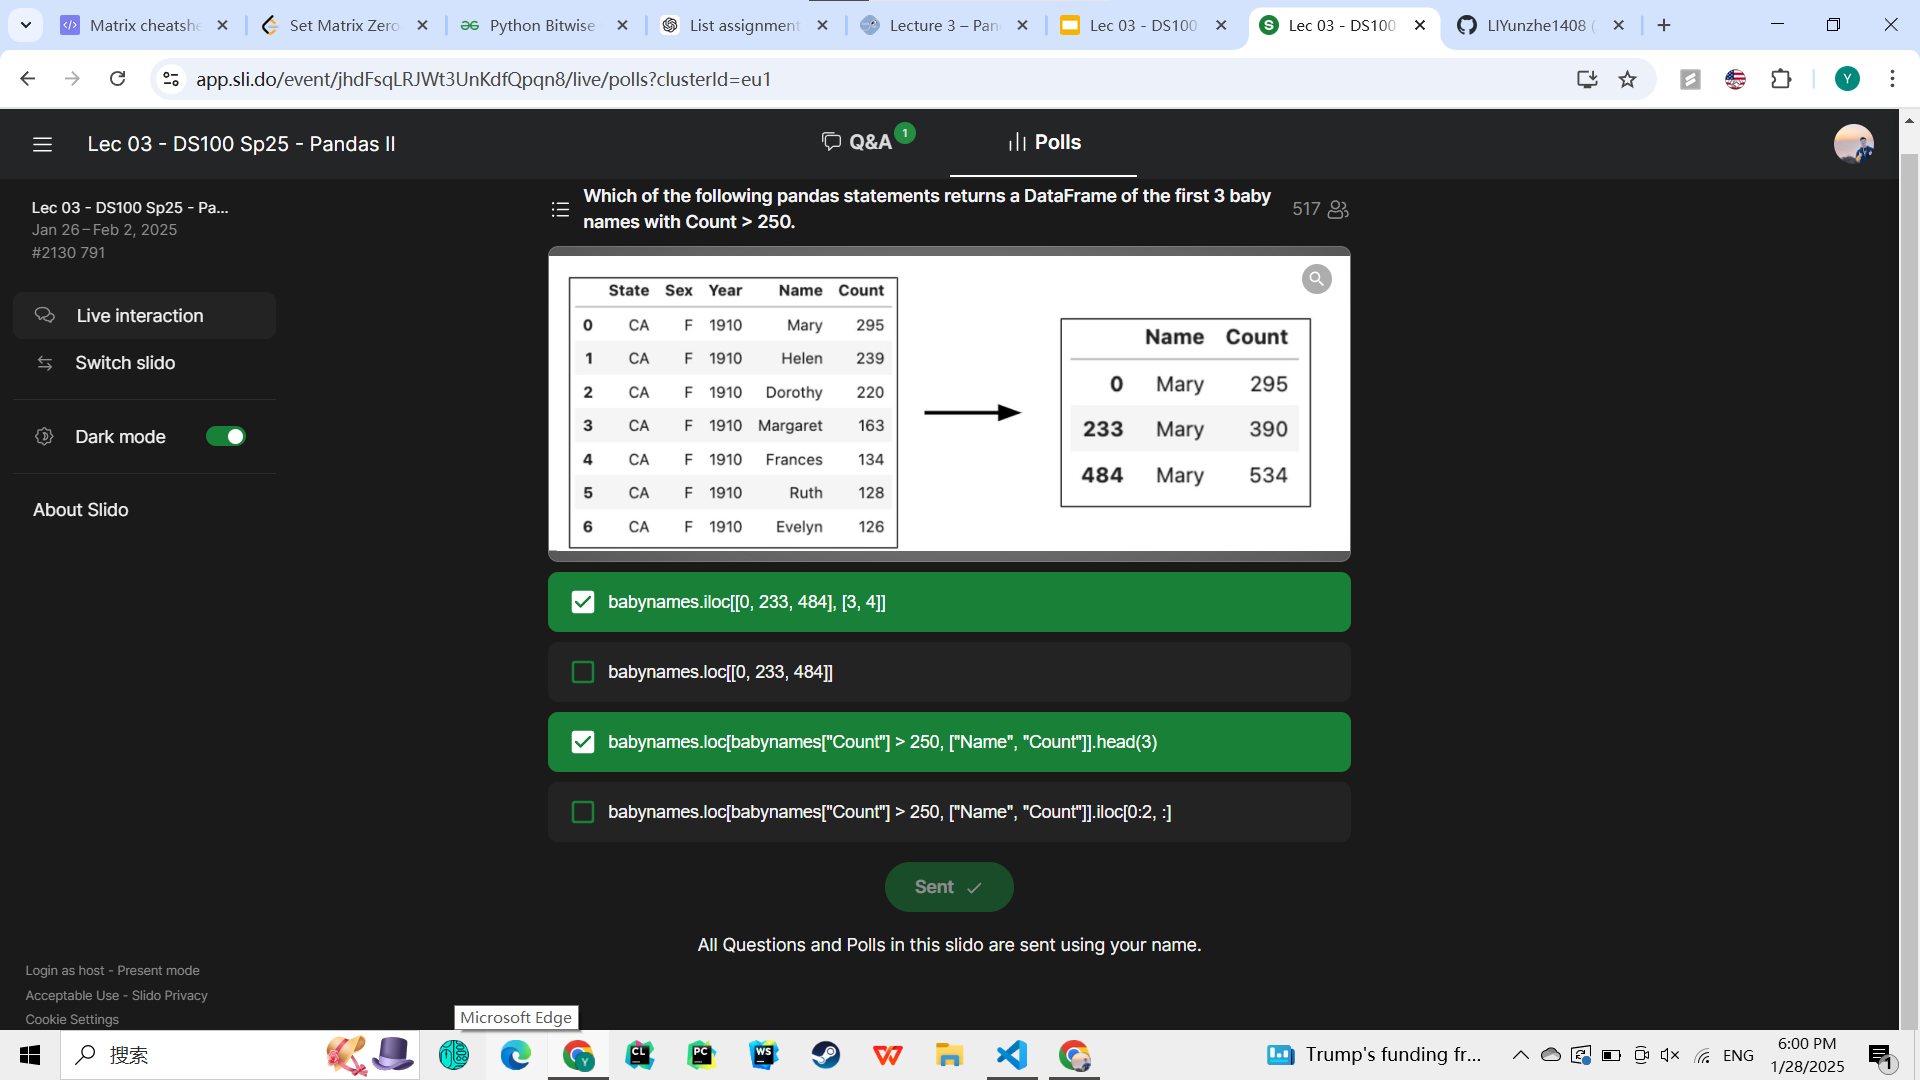 Matrix cheatshe
Set Matrix Zero
Python Bitwise
List assignment
Lecture 3 – Pan
Lec 03 - DS100
Lec 03 - DS100
LIYunzhe1408 (
app.sli.do/event/jhdFsqLRJWt3UnKdfQpqn8/live/polls?clusterId=eu1
Y
Lec 03 - DS100 Sp25 - Pandas II
Q&A 1
Polls
Lec 03 - DS100 Sp25 - Pa...
Jan 26 – Feb 2, 2025
#2130 791
Live interaction
Switch slido
Dark mode
About Slido
Which of the following pandas statements returns a DataFrame of the first 3 baby
names with Count > 250.
517
State Sex Year Name Count
0 CA F 1910 Mary 295
1 CA F 1910 Helen 239
2 CA F 1910 Dorothy 220
3 CA F 1910 Margaret 163
4 CA F 1910 Frances 134
5 CA F 1910 Ruth 128
6 CA F 1910 Evelyn 126
Name Count
0 Mary 295
233 Mary 390
484 Mary 534
babynames.iloc[[0, 233, 484], [3, 4]]
babynames.loc[[0, 233, 484]]
babynames.loc[babynames["Count"] > 250, ["Name", "Count"]].head(3)
babynames.loc[babynames["Count"] > 250, ["Name", "Count"]].iloc[0:2, :]
Sent
All Questions and Polls in this slido are sent using your name.
Login as host - Present mode
Acceptable Use - Slido Privacy
Cookie Settings
Microsoft Edge
搜索
Y
CL
PC
WS
Trump's funding fr...
ENG
6:00 PM
1/28/2025
1